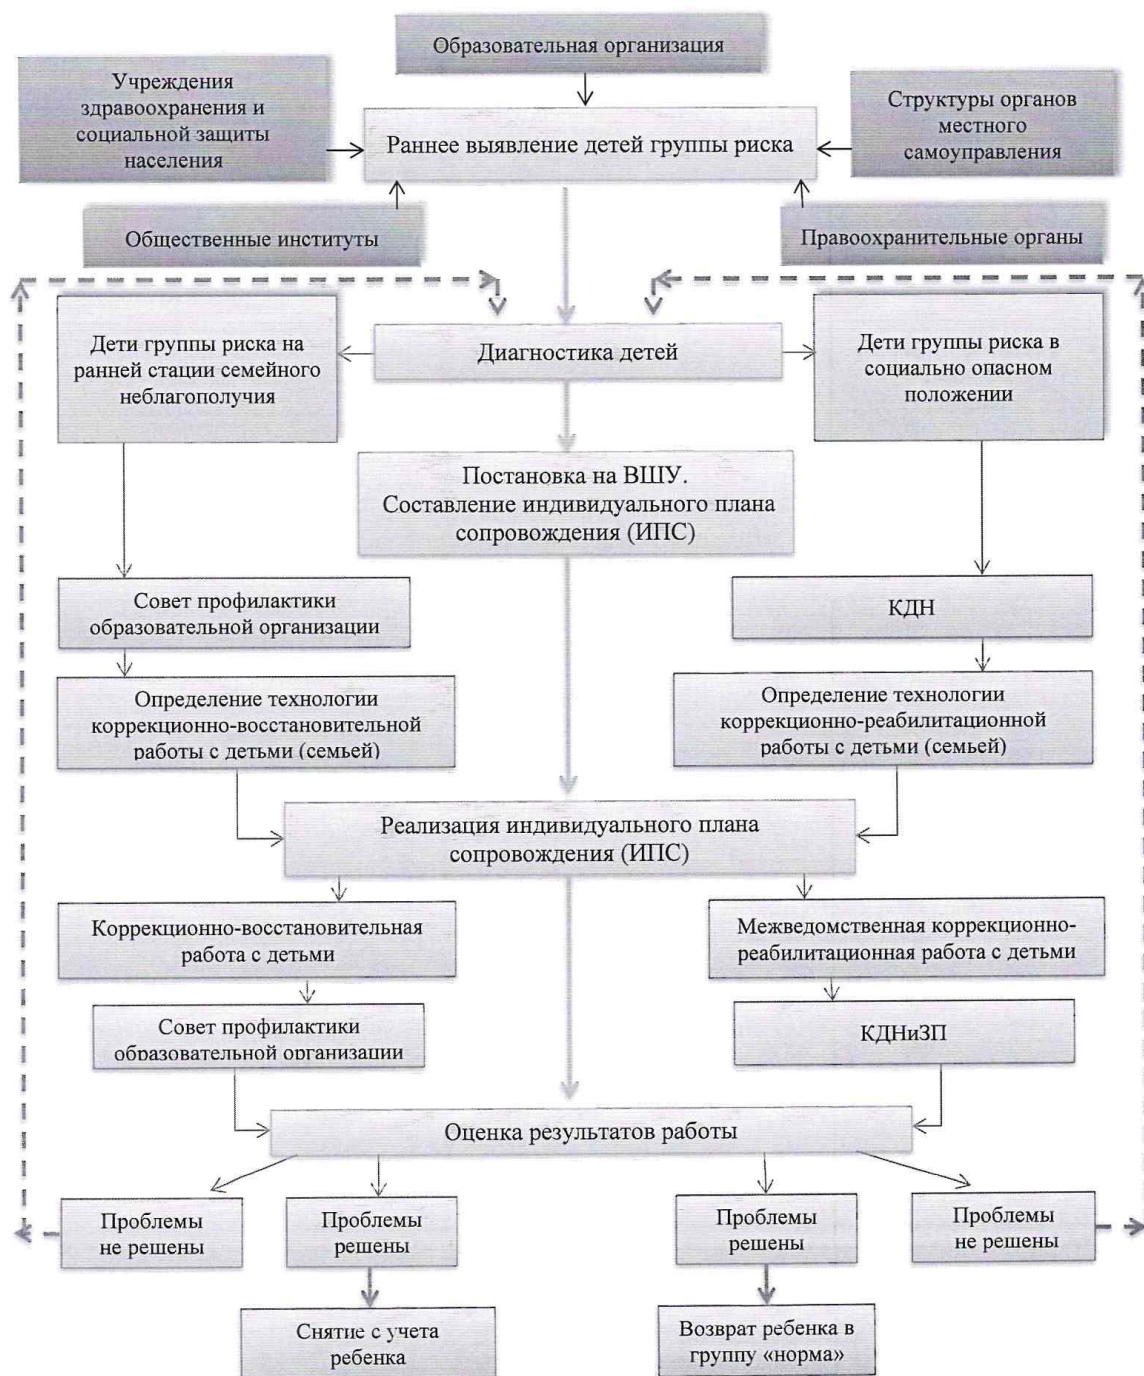 Образовательная организация
Учреждения
здравоохранения и
социальной защиты
населения
Структуры органов
местного
самоуправления
Раннее выявление детей группы риска
Общественные институты
Правоохранительные органы
Дети группы риска на
ранней стадии семейного
неблагополучия
Диагностика детей
Дети группы риска в
социально опасном
положении
Постановка на ВШУ.
Составление индивидуального плана
сопровождения (ИПС)
Совет профилактики
образовательной организации
КДН
Определение технологии
коррекционно-восстановительной
работы с детьми (семьей)
Определение технологии
коррекционно-реабилитационной
работы с детьми (семьей)
Реализация индивидуального плана
сопровождения (ИПС)
Коррекционно-восстановительная
работа с детьми
Межведомственная коррекционно-
реабилитационная работа с детьми
Совет профилактики
образовательной организации
КДНиЗП
Оценка результатов работы
Проблемы
не решены
Проблемы
решены
Проблемы
решены
Проблемы
не решены
Снятие с учета
ребенка
Возврат ребенка в
группу «норма»